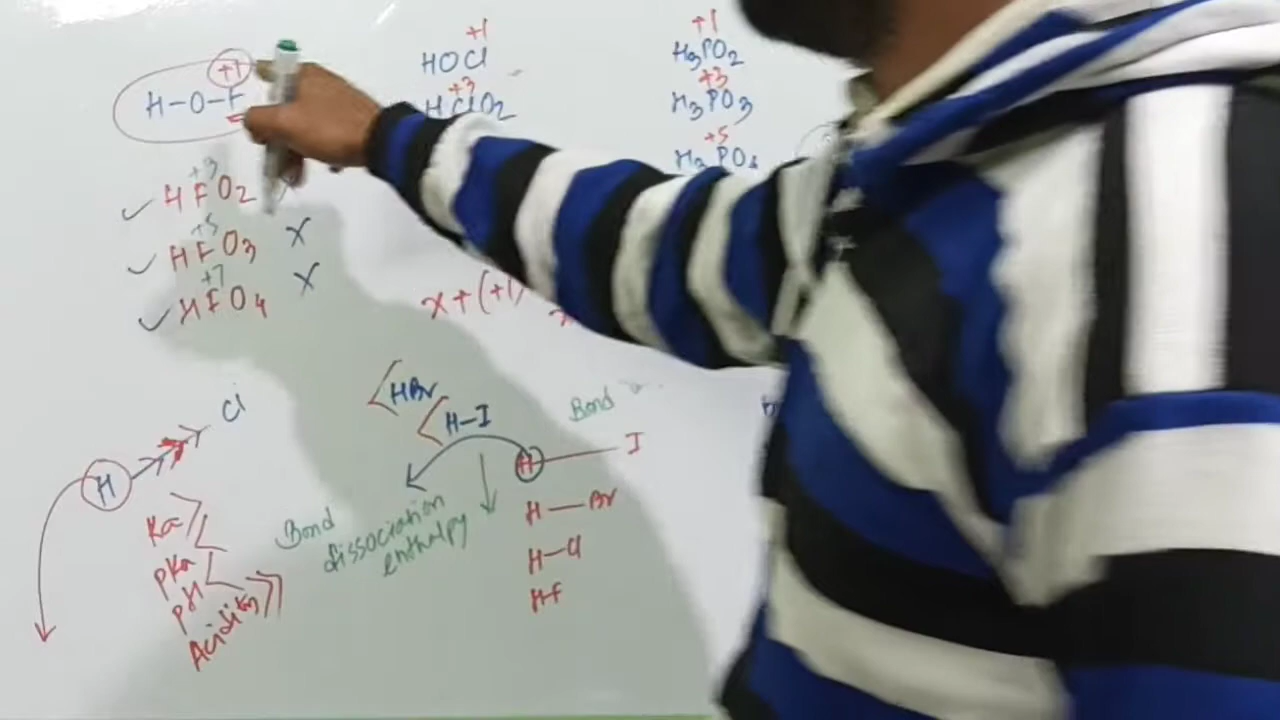 +1
H-O-F
+3
HFO2
+5
HFO3 X
+7
HFO4 X
+1
HOCl
+3
HClO2
+1
H3PO2
+3
H3PO3
+5
x+(+1)
H Cl
Ka
pKa
pH
Acidity
<HBr
<H-I
Bond dissociation enthalpy
Bond
H-I
H-Br
H-Cl
H-F